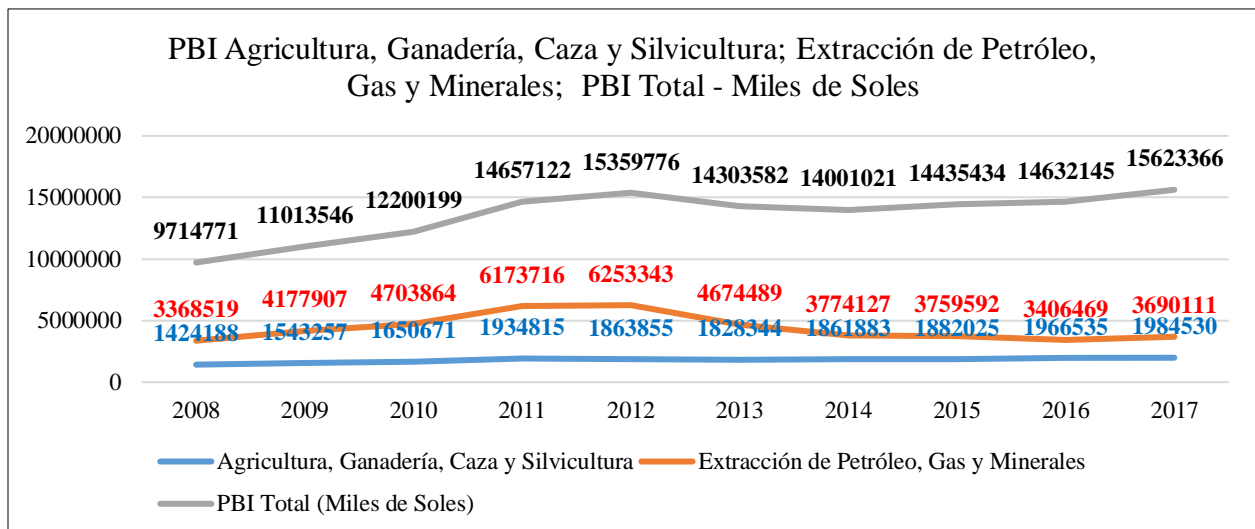 PBI Agricultura, Ganadería, Caza y Silvicultura; Extracción de Petróleo,
Gas y Minerales; PBI Total - Miles de Soles
20000000
15000000
10000000
5000000
0
9714771 11013546 12200199 14657122 15359776 14303582 14001021 14435434 14632145 15623366
3368519 4177907 4703864 6173716 6253343 4674489 3774127 3759592 3406469 3690111
1424188 1543257 1650671 1934815 1863855 1828344 1861883 1882025 1966535 1984530
2008 2009 2010 2011 2012 2013 2014 2015 2016 2017
Agricultura, Ganadería, Caza y Silvicultura Extracción de Petróleo, Gas y Minerales
PBI Total (Miles de Soles)